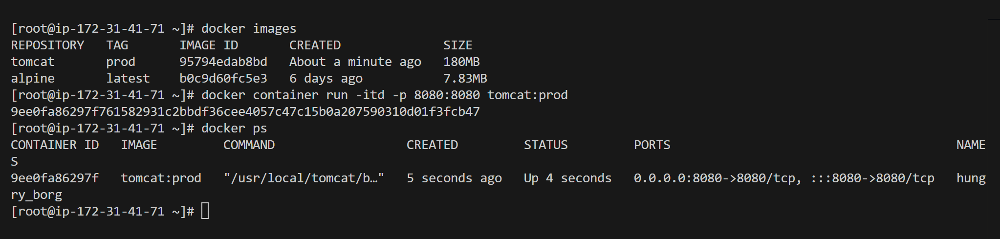 [root@ip-172-31-41-71 ~]# docker images
REPOSITORY   TAG       IMAGE ID       CREATED              SIZE
tomcat       prod      95794edab8bd   About a minute ago   180MB
alpine       latest    b0c9d60fc5e3   6 days ago           7.83MB
[root@ip-172-31-41-71 ~]# docker container run -itd -p 8080:8080 tomcat:prod
9ee0fa86297f761582931c2bbdf36cee4057c47c15b0a207590310d01f3fcb47
[root@ip-172-31-41-71 ~]# docker ps
CONTAINER ID   IMAGE         COMMAND                  CREATED         STATUS         PORTS                                       NAME
S
9ee0fa86297f   tomcat:prod   "/usr/local/tomcat/b…"   5 seconds ago   Up 4 seconds   0.0.0.0:8080->8080/tcp, :::8080->8080/tcp   hung
ry_borg
[root@ip-172-31-41-71 ~]#